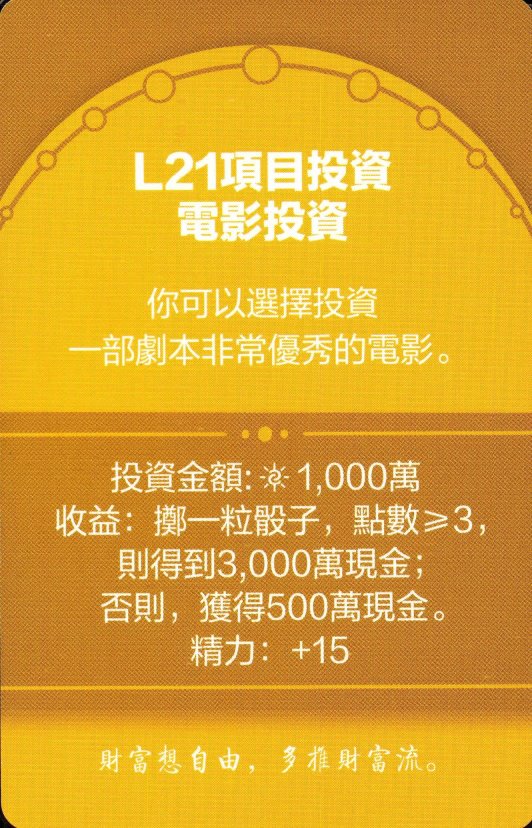 L21項目投資
電影投資
你可以選擇投資
一部劇本非常優秀的電影。
投資金額: 1,000萬
收益：擲一粒骰子，點數≥3，
則得到3,000萬現金；
否則，獲得500萬現金。
精力：+15
財富想自由，多推財富流。